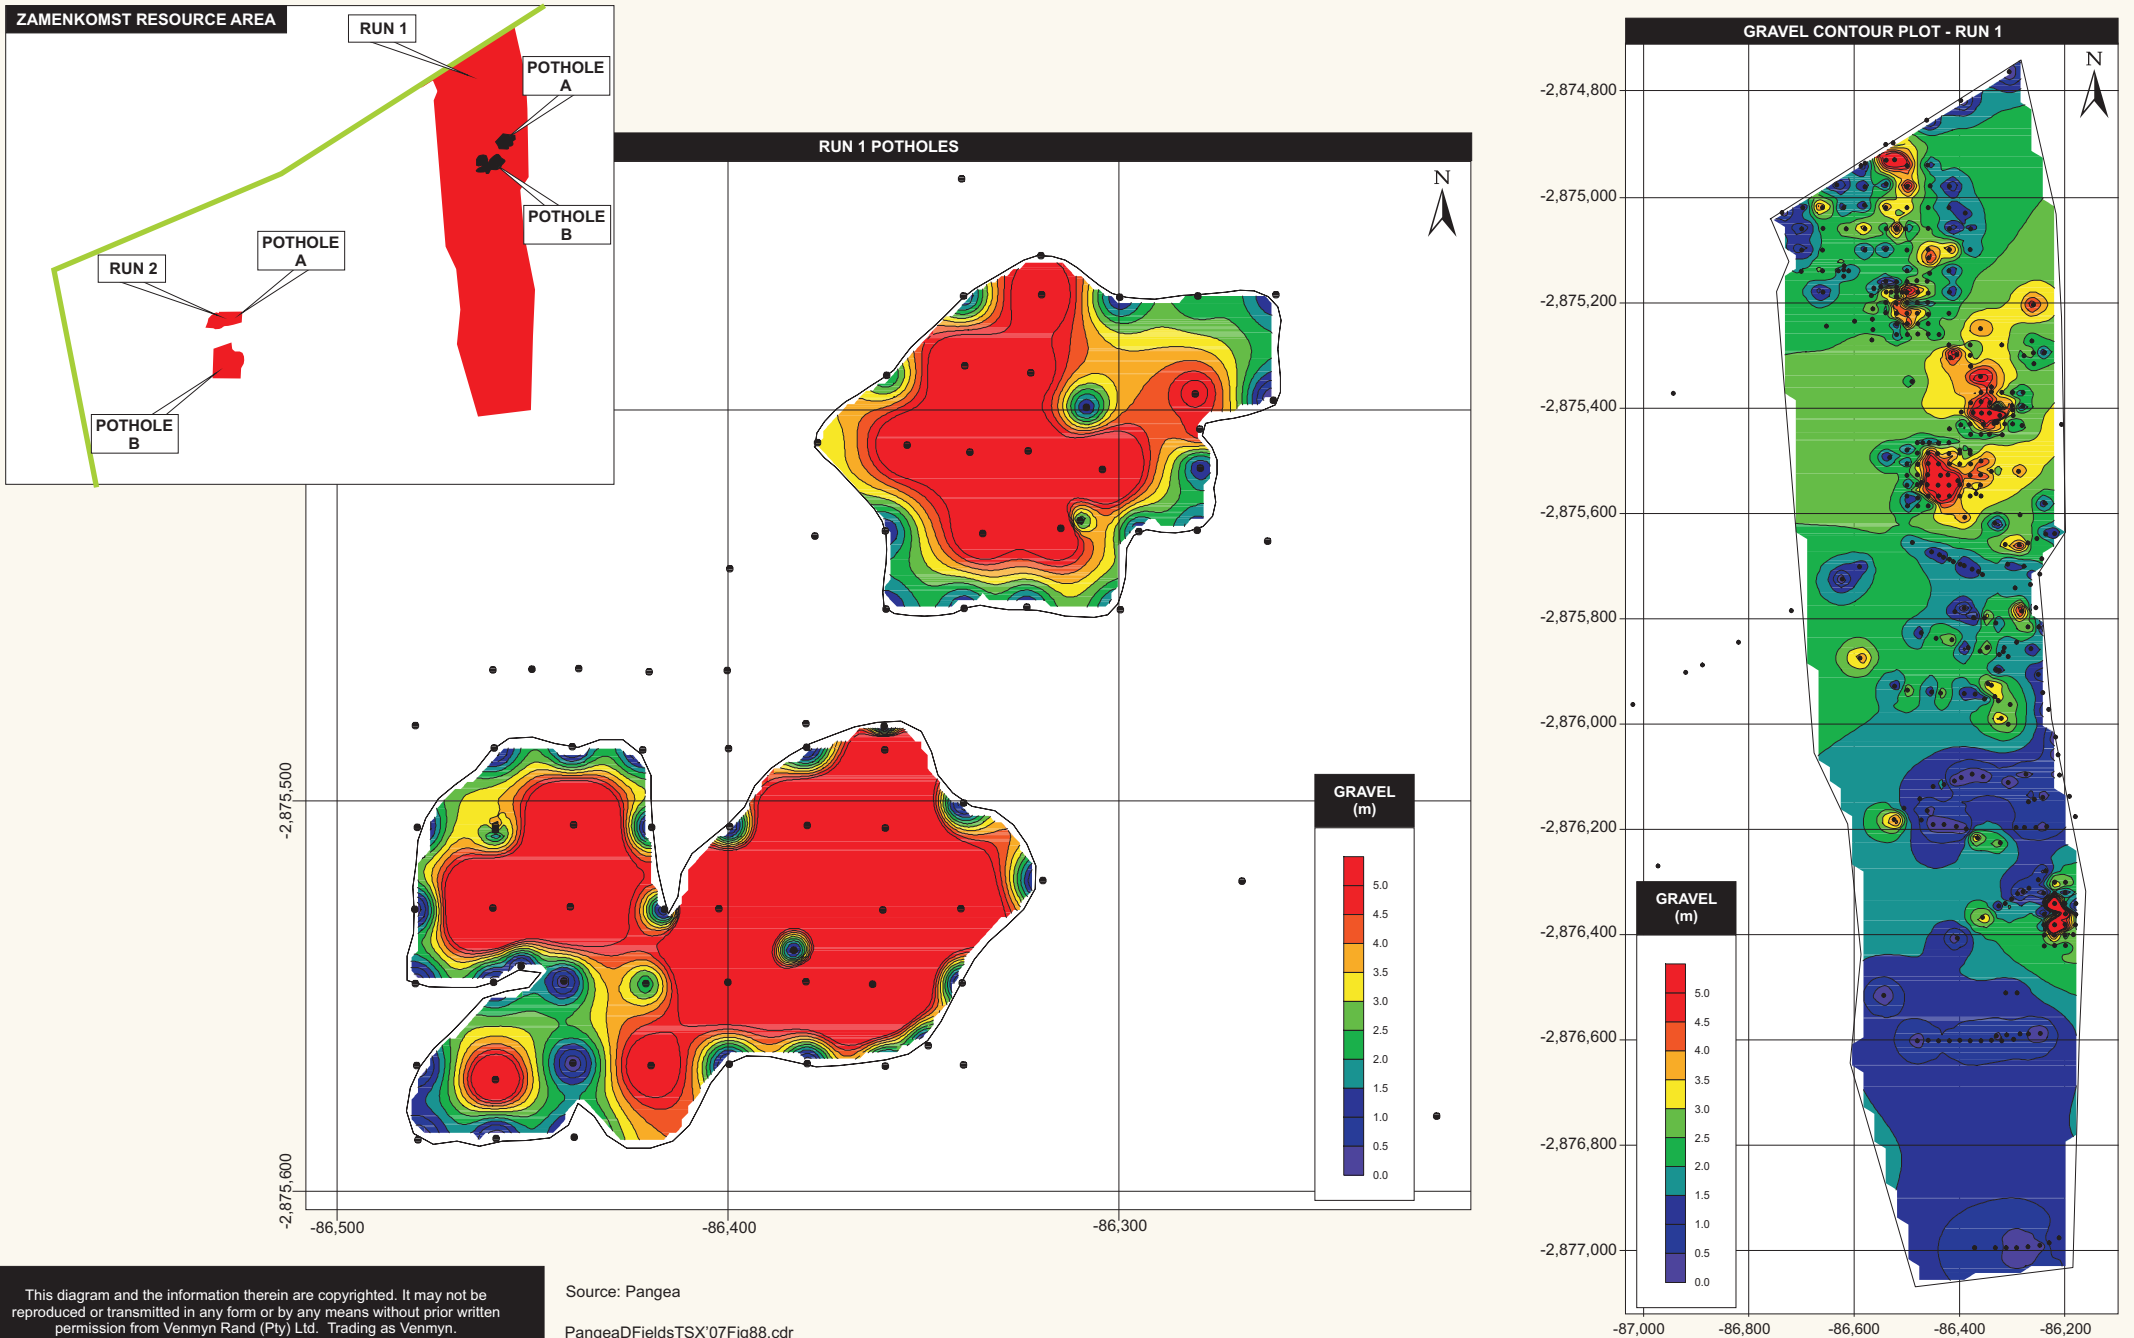 ZAMENKOMST RESOURCE AREA
RUN 1
POTHOLE
A
POTHOLE
B
RUN 2
POTHOLE
A
POTHOLE
B
RUN 1 POTHOLES
N
-2,875,500
-2,875,600
-86,500
-86,400
-86,300
GRAVEL
(m)
5.0
4.5
4.0
3.5
3.0
2.5
2.0
1.5
1.0
0.5
0.0
GRAVEL CONTOUR PLOT - RUN 1
N
-2,874,800
-2,875,000
-2,875,200
-2,875,400
-2,875,600
-2,875,800
-2,876,000
-2,876,200
-2,876,400
-2,876,600
-2,876,800
-2,877,000
GRAVEL
(m)
5.0
4.5
4.0
3.5
3.0
2.5
2.0
1.5
1.0
0.5
0.0
-87,000
-86,800
-86,600
-86,400
-86,200
This diagram and the information therein are copyrighted. It may not be
reproduced or transmitted in any form or by any means without prior written
permission from Venmyn Rand (Pty) Ltd. Trading as Venmyn.
Source: Pangea
PangeaDFieldsTSX'07Fig88.cdr